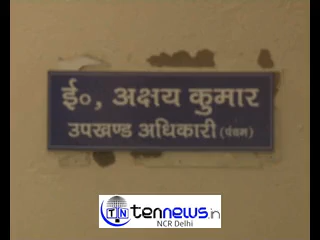 ई०, अक्षय कुमार
उपखण्ड अधिकारी (पंचम)
TN tennews.in
NCR Delhi